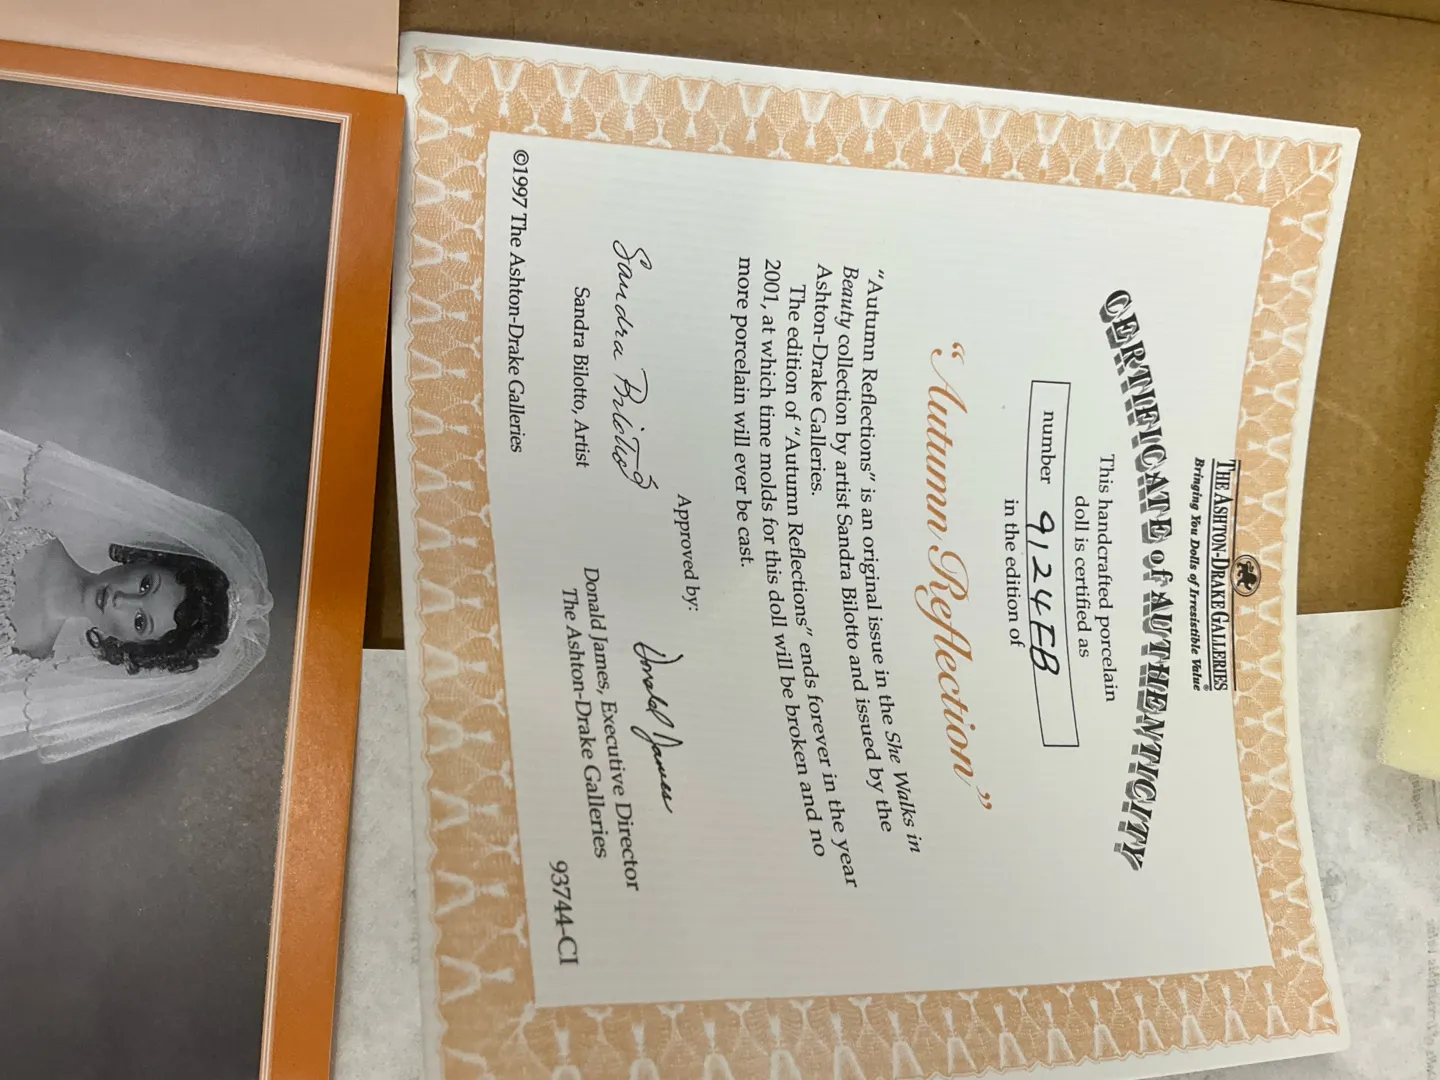 THE ASHTON-DRAKE GALLERIES
Bringing You Dolls of Irresistible Value®
CERTIFICATE of AUTHENTICITY
This handcrafted porcelain
doll is certified as
number 9124EB
in the edition of
“Autumn Reflection”
“Autumn Reflections” is an original issue in the She Walks in
Beauty collection by artist Sandra Bilotto and issued by the
Ashton-Drake Galleries.
The edition of “Autumn Reflections” ends forever in the year
2001, at which time molds for this doll will be broken and no
more porcelain will ever be cast.
Approved by:
Sandra Bilotto
Sandra Bilotto, Artist
Donald James
Donald James, Executive Director
The Ashton-Drake Galleries
©1997 The Ashton-Drake Galleries
93744-CI